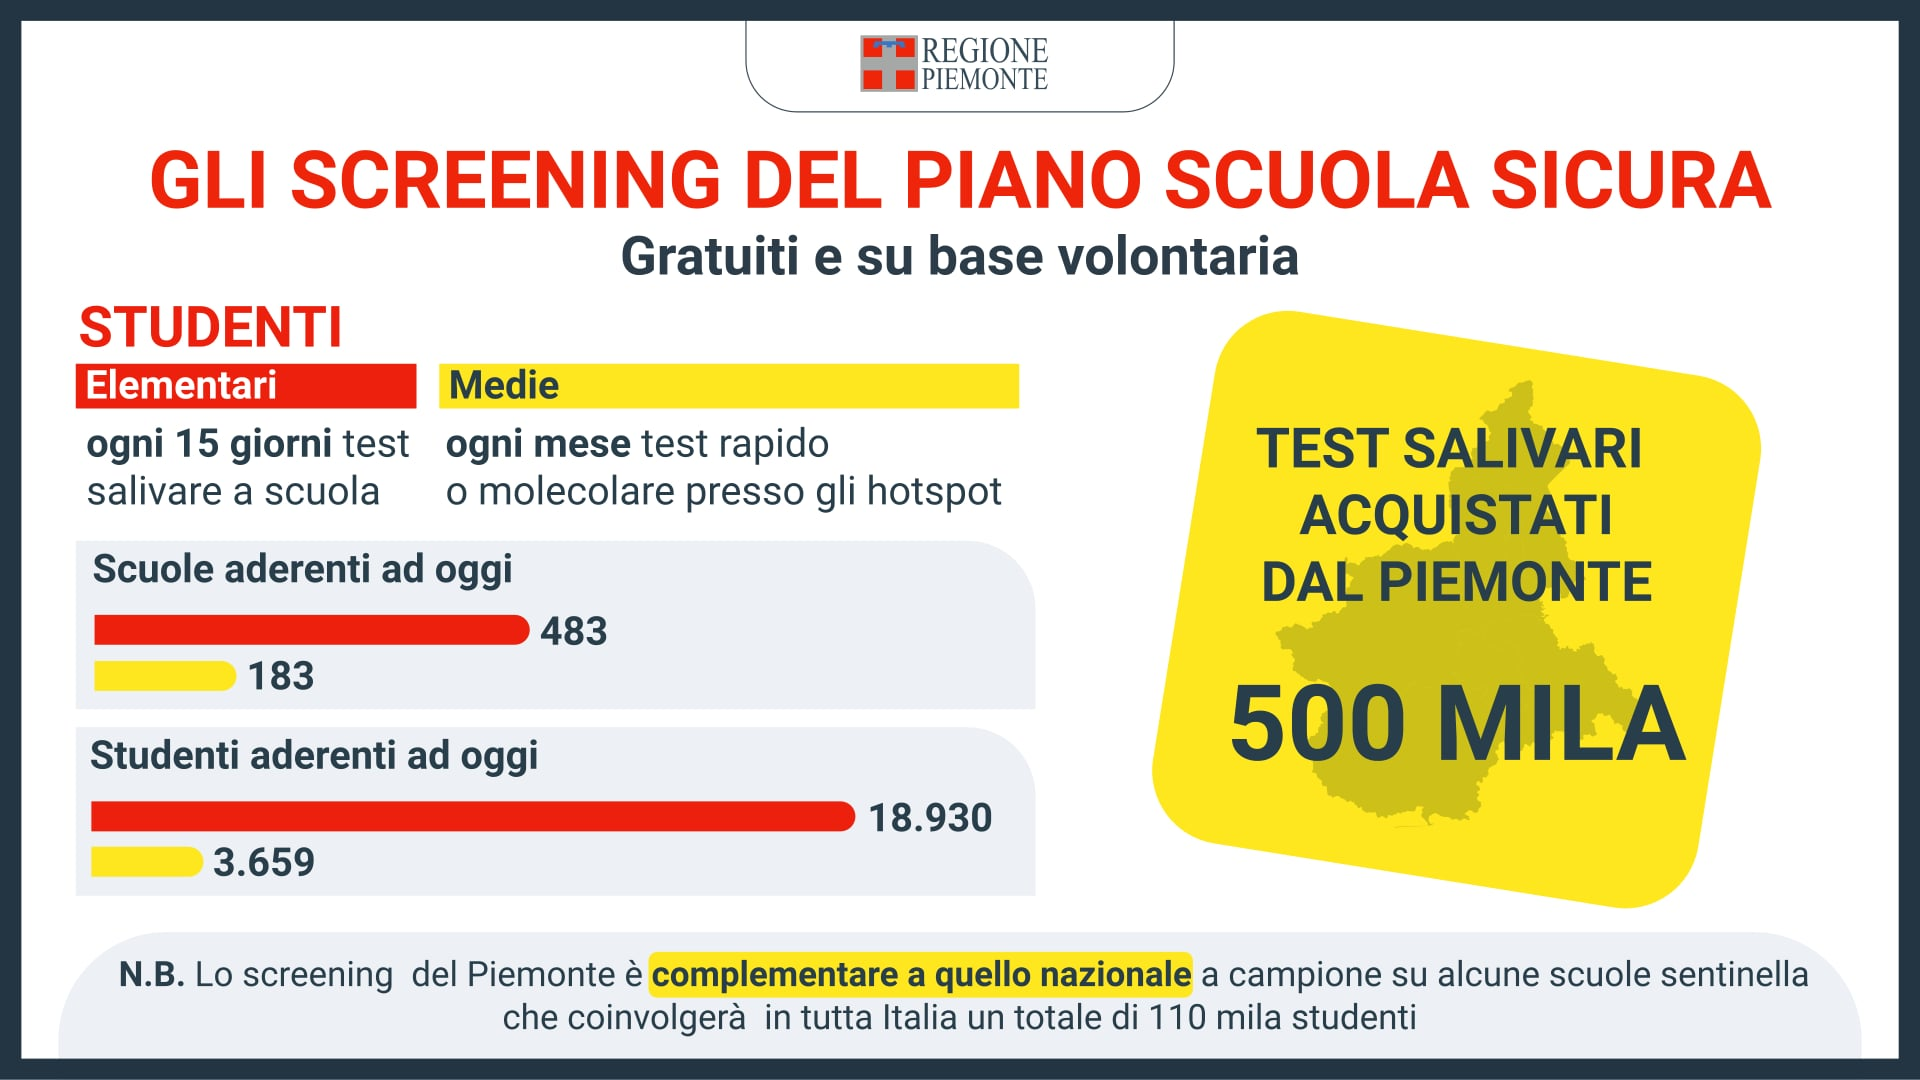 REGIONE
PIEMONTE
GLI SCREENING DEL PIANO SCUOLA SICURA
Gratuiti e su base volontaria
STUDENTI
Elementari
ogni 15 giorni test
salivare a scuola
Medie
ogni mese test rapido
o molecolare presso gli hotspot
Scuole aderenti ad oggi
483
183
Studenti aderenti ad oggi
18.930
3.659
TEST SALIVARI
ACQUISTATI
DAL PIEMONTE
500 MILA
N.B. Lo screening del Piemonte è complementare a quello nazionale a campione su alcune scuole sentinella
che coinvolgerà in tutta Italia un totale di 110 mila studenti